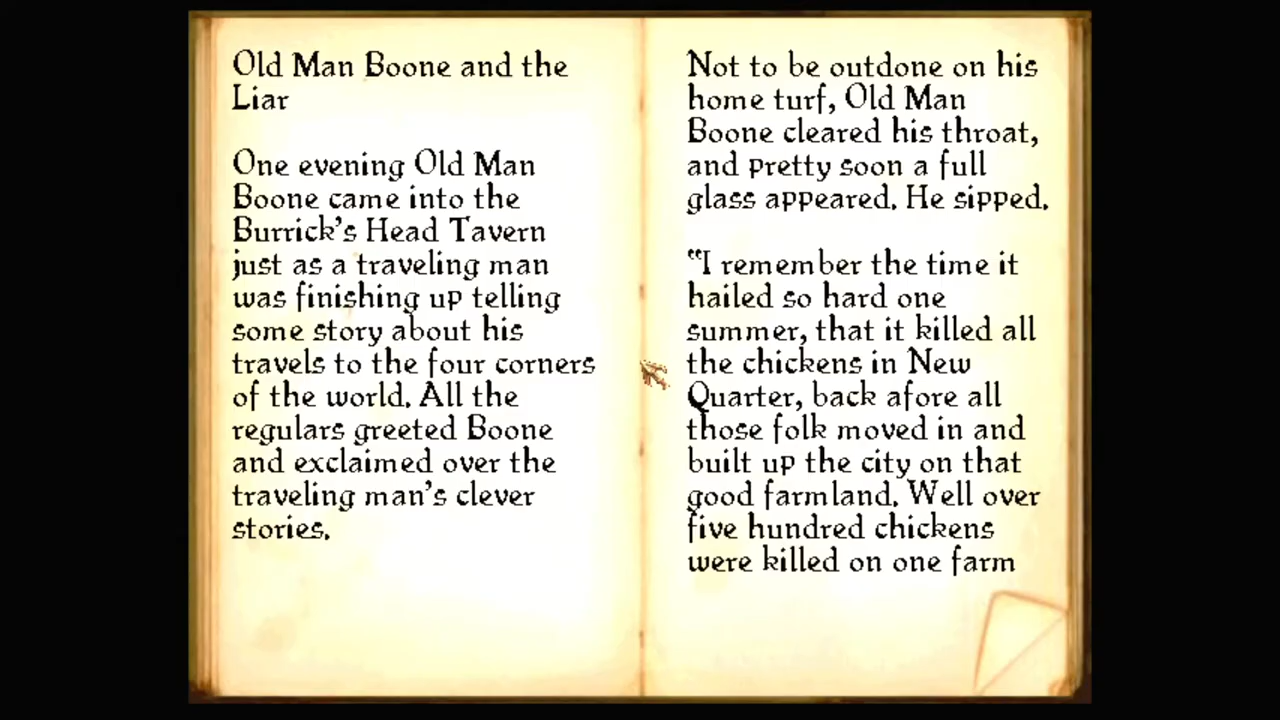 Old Man Boone and the
Liar
One evening Old Man
Boone came into the
Burrick's Head Tavern
just as a traveling man
was finishing up telling
some story about his
travels to the four corners
of the world. All the
regulars greeted Boone
and exclaimed over the
traveling man's clever
stories.
Not to be outdone on his
home turf, Old Man
Boone cleared his throat,
and pretty soon a full
glass appeared. He sipped.
"I remember the time it
hailed so hard one
summer, that it killed all
the chickens in New
Quarter, back afore all
those folk moved in and
built up the city on that
good farmland. Well over
five hundred chickens
were killed on one farm